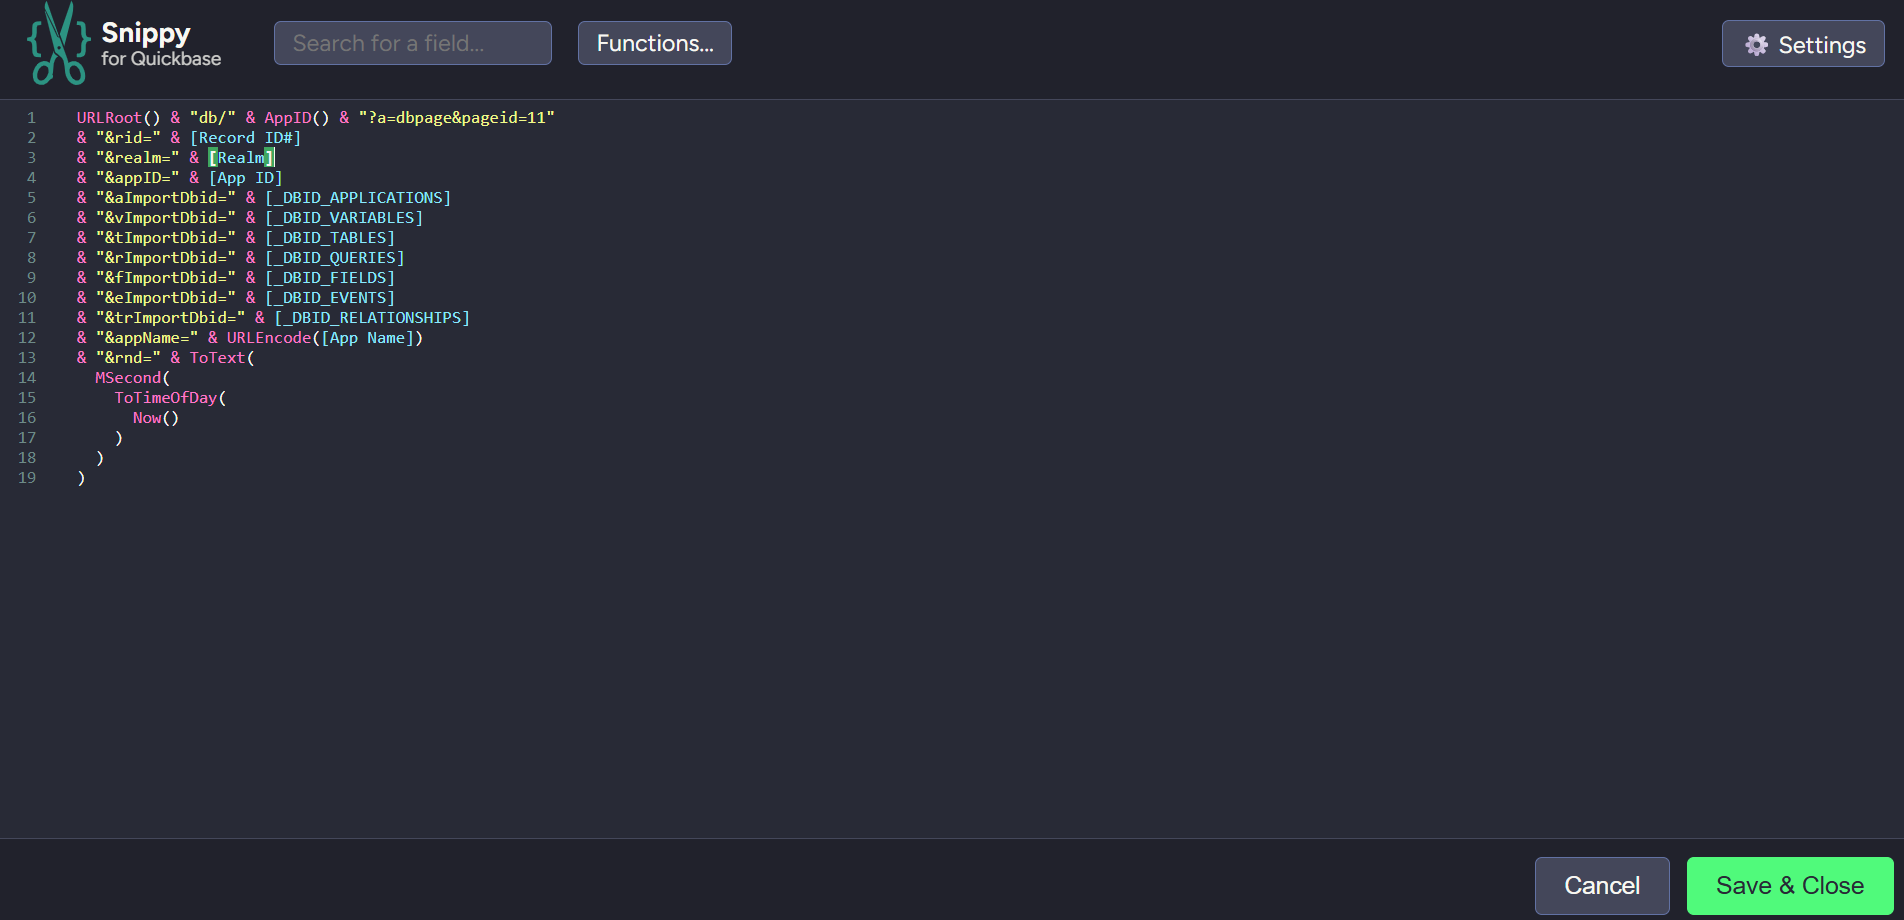 Snippy
for Quickbase
Search for a field...
Functions...
Settings
1 URLRoot() & "db/" & AppID() & "?a=dbpage&pageid=11"
2 & "&rid=" & [Record ID#]
3 & "&realm=" & [Realm]
4 & "&appID=" & [App ID]
5 & "&aImportDbid=" & [_DBID_APPLICATIONS]
6 & "&vImportDbid=" & [_DBID_VARIABLES]
7 & "&tImportDbid=" & [_DBID_TABLES]
8 & "&rImportDbid=" & [_DBID_QUERIES]
9 & "&fImportDbid=" & [_DBID_FIELDS]
10 & "&eImportDbid=" & [_DBID_EVENTS]
11 & "&trImportDbid=" & [_DBID_RELATIONSHIPS]
12 & "&appName=" & URLEncode([App Name])
13 & "&rnd=" & ToText(
14 MSecond(
15 ToTimeOfDay(
16 Now()
17 )
18 )
19 )
Cancel
Save & Close